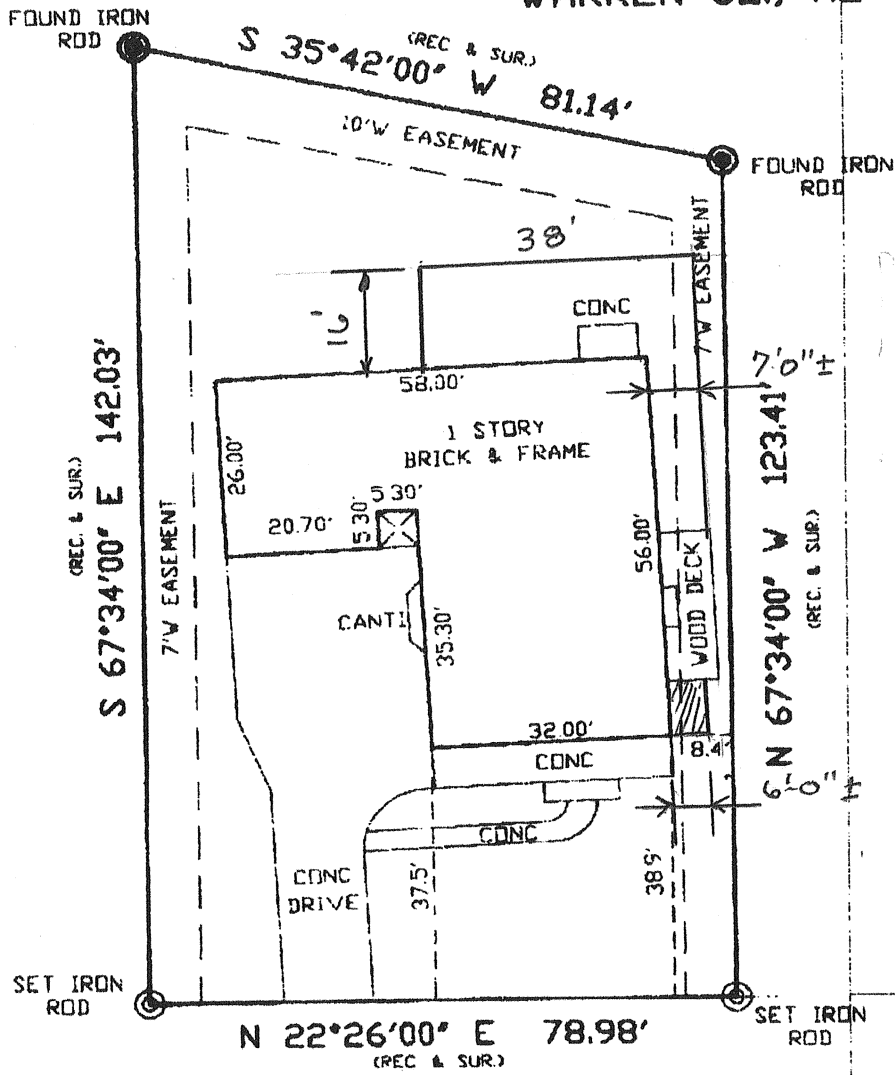 FOUND IRON
ROD
S 35°42'00" W 81.14'
(REC & SUR.)
10'W EASEMENT
FOUND IRON
ROD
38'
7'W EASEMENT
16'
CONC
58.00'
7'0"±
1 STORY
BRICK & FRAME
S 67°34'00" E 142.03'
(REC. & SUR.)
7'W EASEMENT
26.00'
20.70'
5.30'
5.30'
CANTI
35.30'
56.00'
WOOD DECK
N 67°34'00" W 123.41'
(REC. & SUR.)
32.00'
CONC
8.4'
6'-0"±
CONC
CONC
DRIVE
37.5'
38.9'
SET IRON
ROD
SET IRON
ROD
N 22°26'00" E 78.98'
(REC & SUR.)